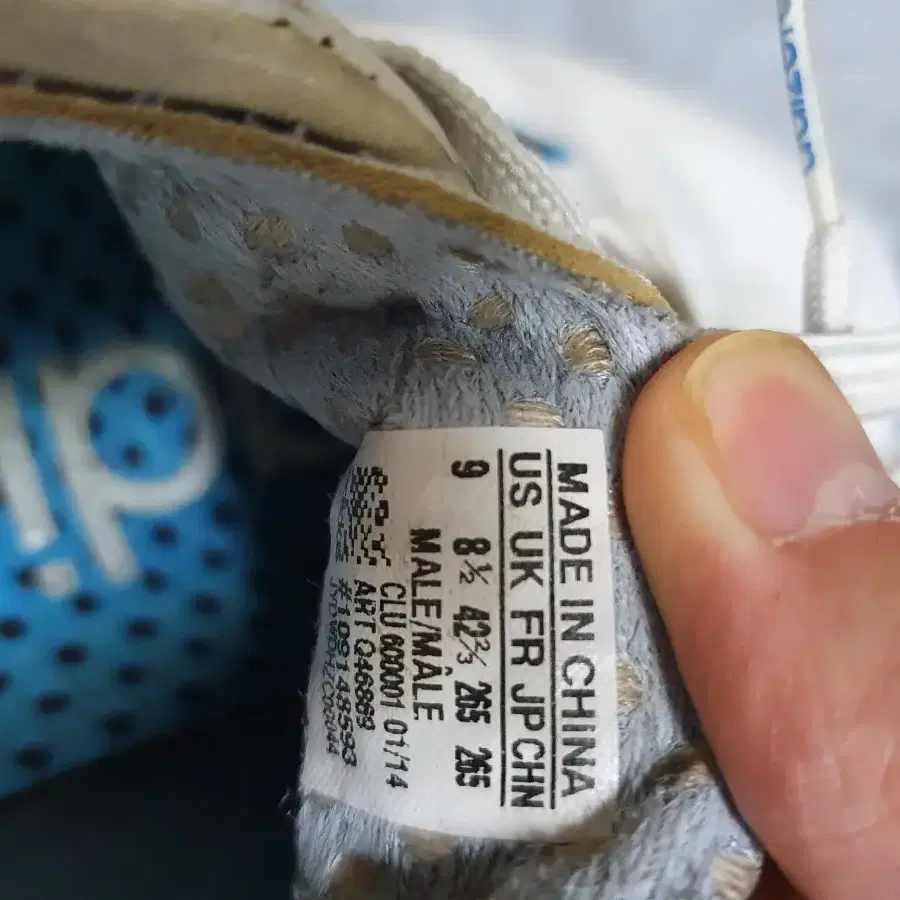 MADE IN CHINA
US UK FR JP CHN
9 8½ 42⅔ 265 265
MALE/MÂLE
CLU 600001 01/14
ART Q46869
#109148593